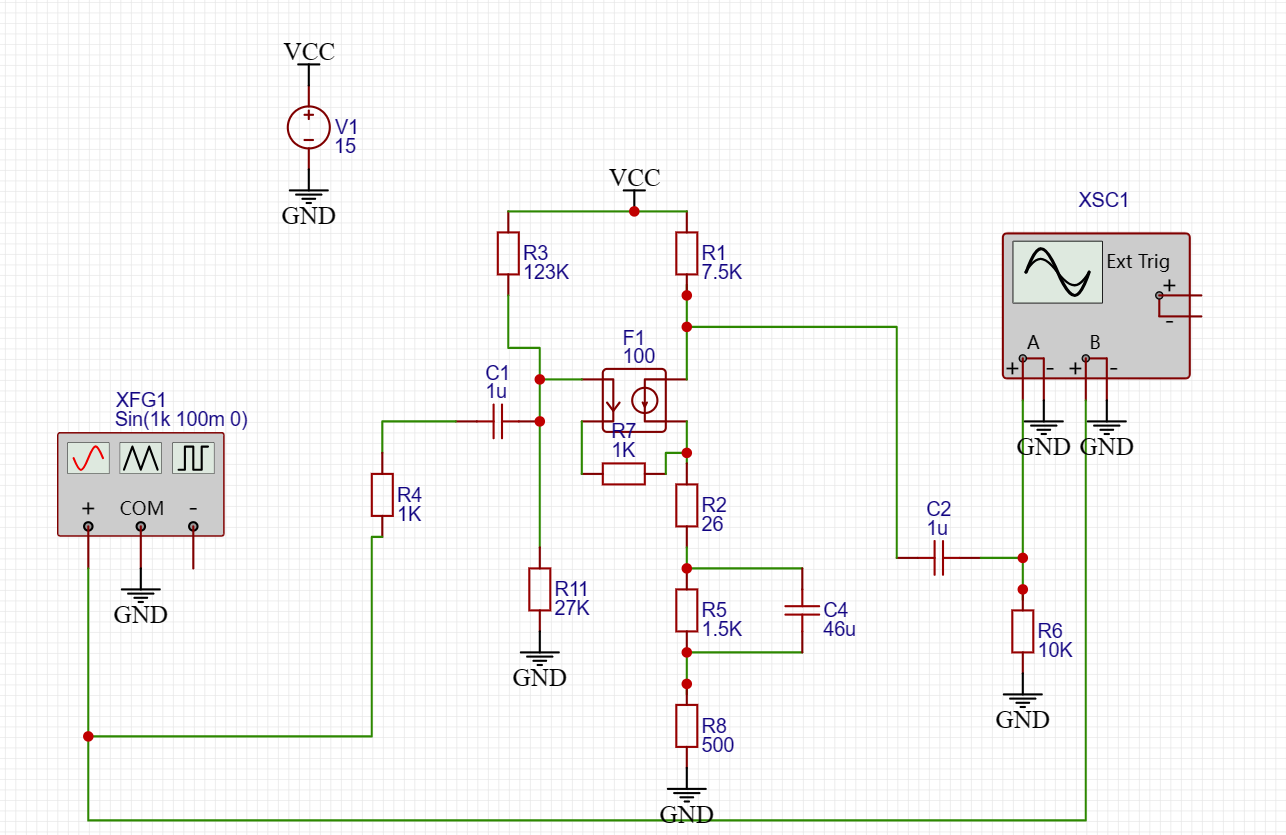 VCC
V1
15
GND
VCC
XSC1
R3
123K
R1
7.5K
Ext Trig
+
-
F1
100
A
B
+
-
+
-
C1
1u
XFG1
Sin(1k 100m 0)
R7
1K
GND
GND
+
COM
-
R4
1K
R2
26
C2
1u
GND
R11
27K
R5
1.5K
C4
46u
R6
10K
GND
GND
R8
500
GND